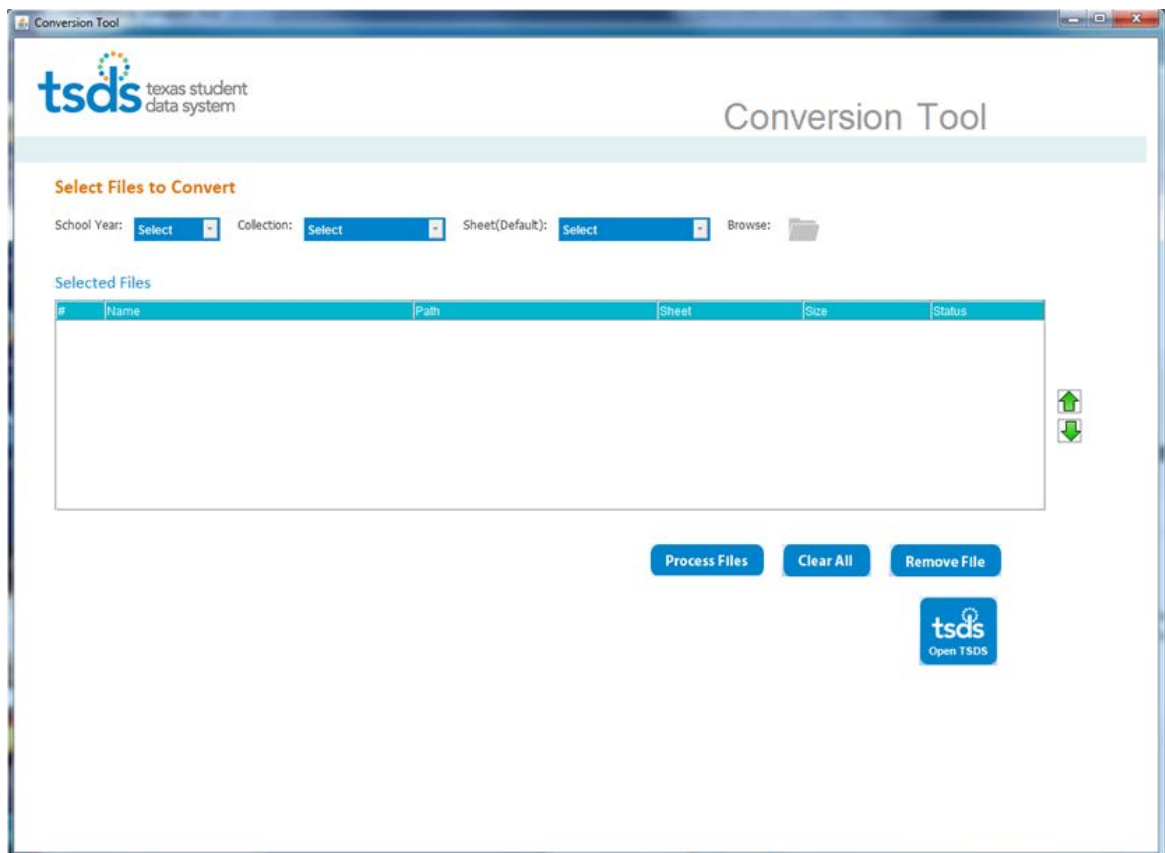 Conversion Tool
tsds texas student
data system
Conversion Tool
Select Files to Convert
School Year: Select Collection: Select Sheet(Default): Select Browse:
Selected Files
# Name Path Sheet Size Status
Process Files Clear All Remove File
tsds
Open TSDS